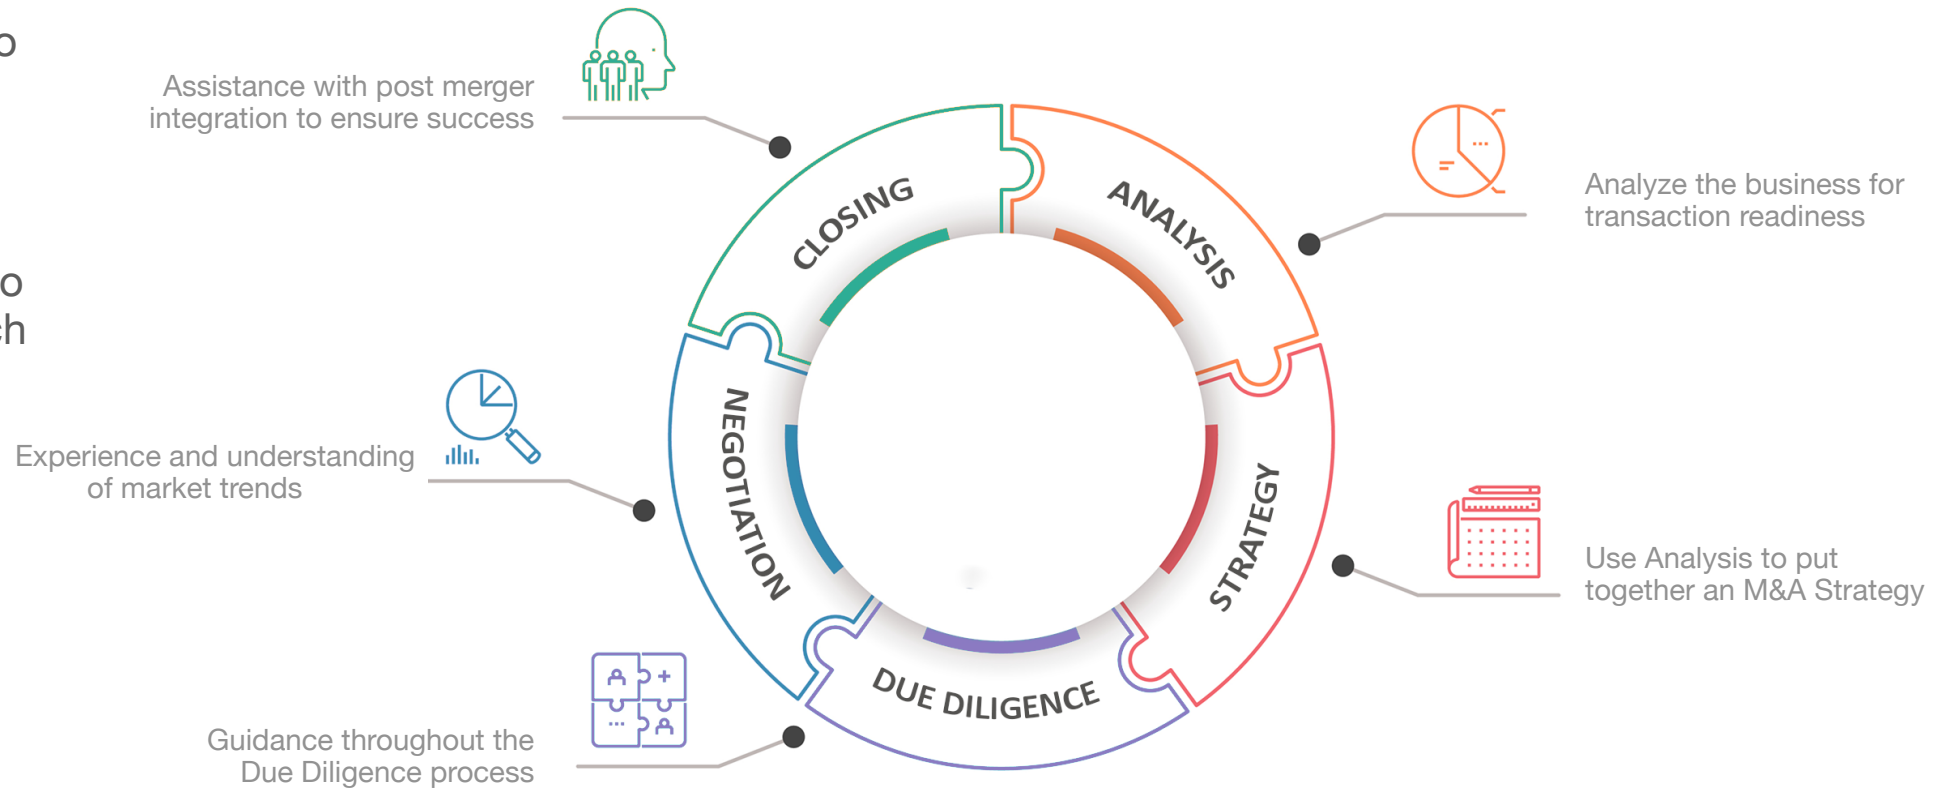 o
o
ch
Assistance with post merger
integration to ensure success
CLOSING
ANALYSIS
Analyze the business for
transaction readiness
Experience and understanding
of market trends
NEGOTIATION
STRATEGY
Use Analysis to put
together an M&A Strategy
DUE DILIGENCE
Guidance throughout the
Due Diligence process